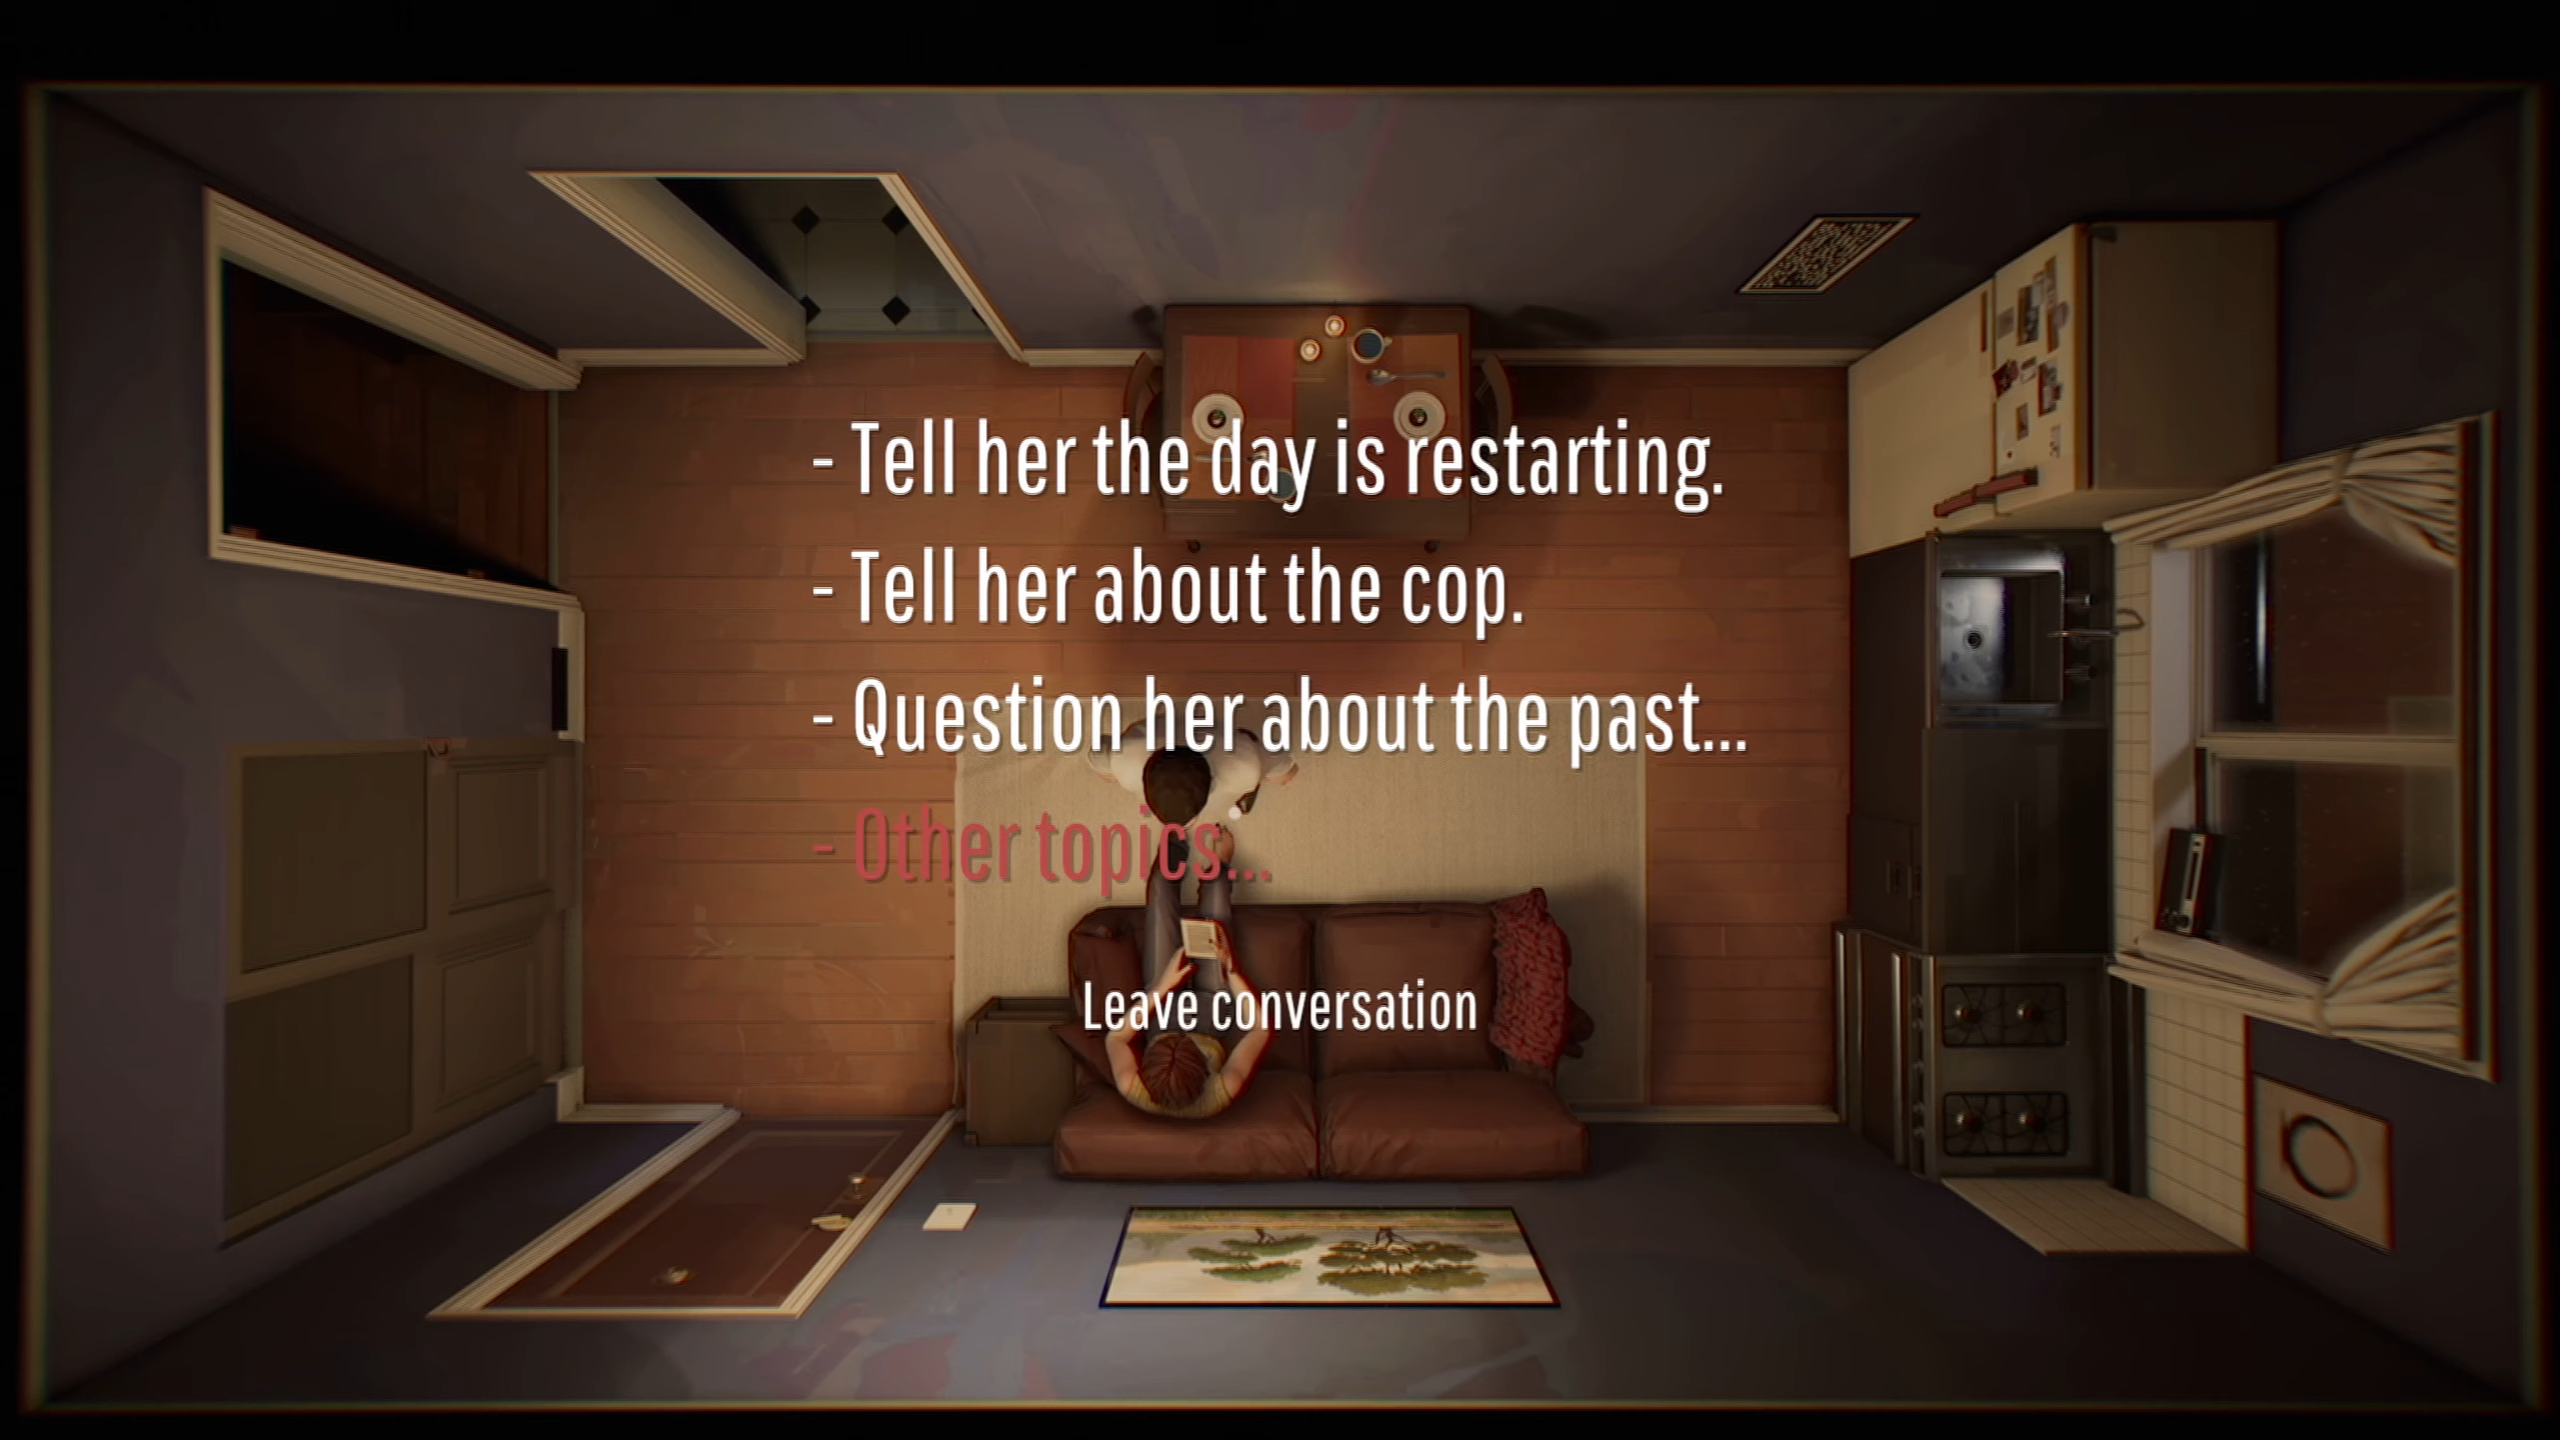 - Tell her the day is restarting.
- Tell her about the cop.
- Question her about the past...
- Other topics...
Leave conversation